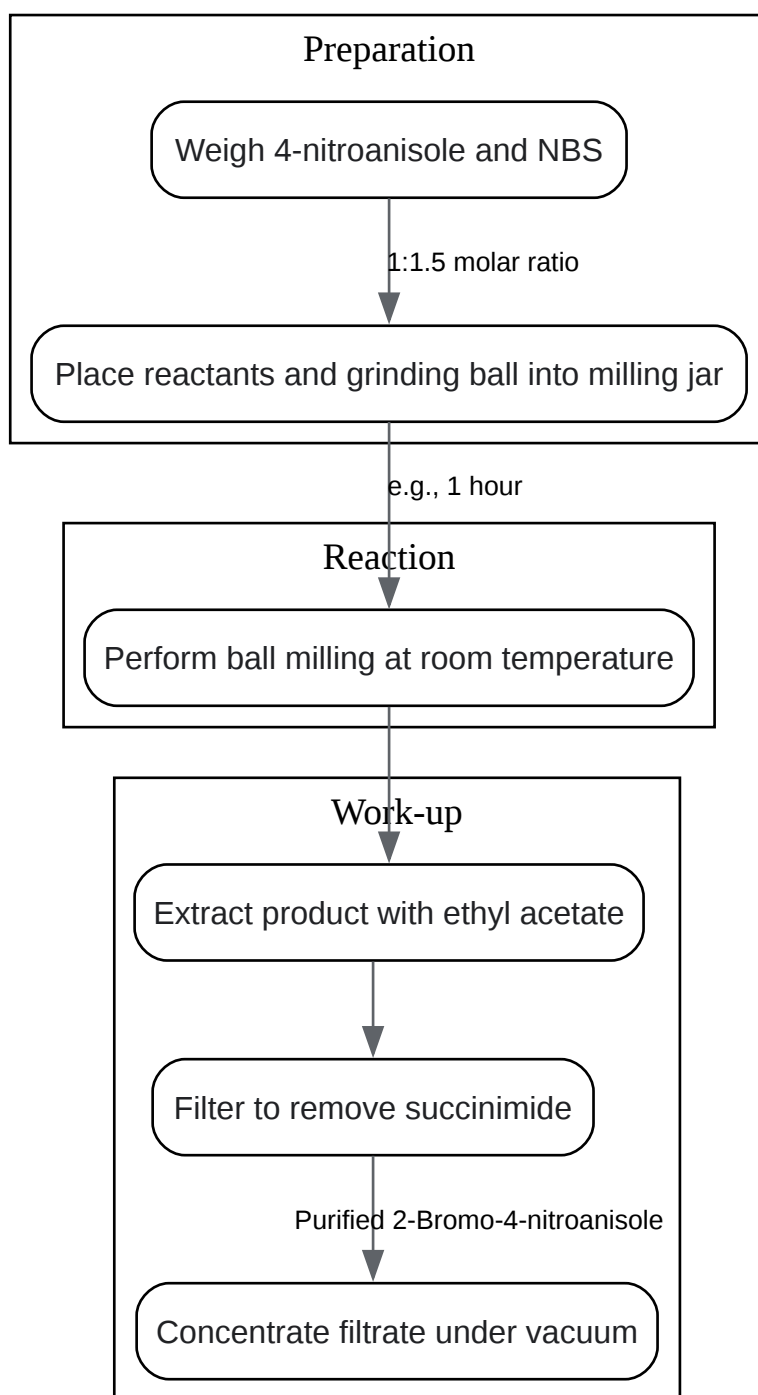 Preparation
Weigh 4-nitroanisole and NBS
1:1.5 molar ratio
Place reactants and grinding ball into milling jar
e.g., 1 hour
Reaction
Perform ball milling at room temperature
Work-up
Extract product with ethyl acetate
Filter to remove succinimide
Purified 2-Bromo-4-nitroanisole
Concentrate filtrate under vacuum